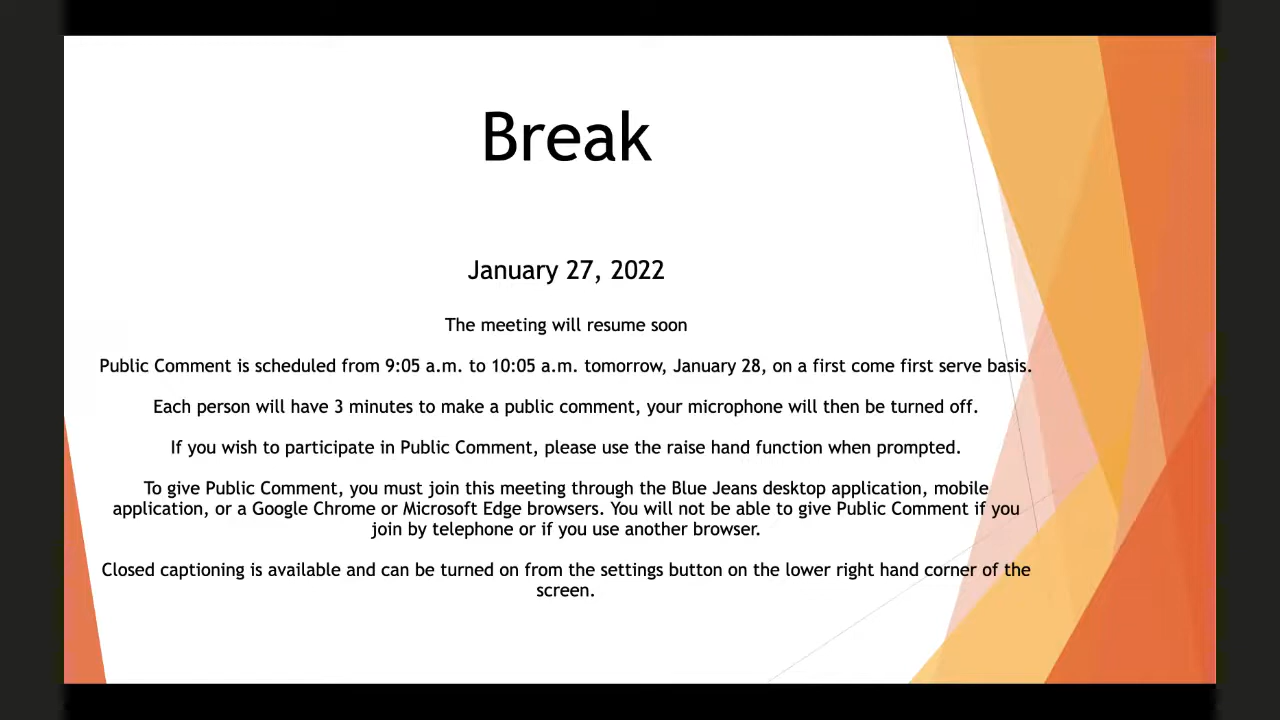 Break
January 27, 2022
The meeting will resume soon
Public Comment is scheduled from 9:05 a.m. to 10:05 a.m. tomorrow, January 28, on a first come first serve basis.
Each person will have 3 minutes to make a public comment, your microphone will then be turned off.
If you wish to participate in Public Comment, please use the raise hand function when prompted.
To give Public Comment, you must join this meeting through the Blue Jeans desktop application, mobile
application, or a Google Chrome or Microsoft Edge browsers. You will not be able to give Public Comment if you
join by telephone or if you use another browser.
Closed captioning is available and can be turned on from the settings button on the lower right hand corner of the
screen.